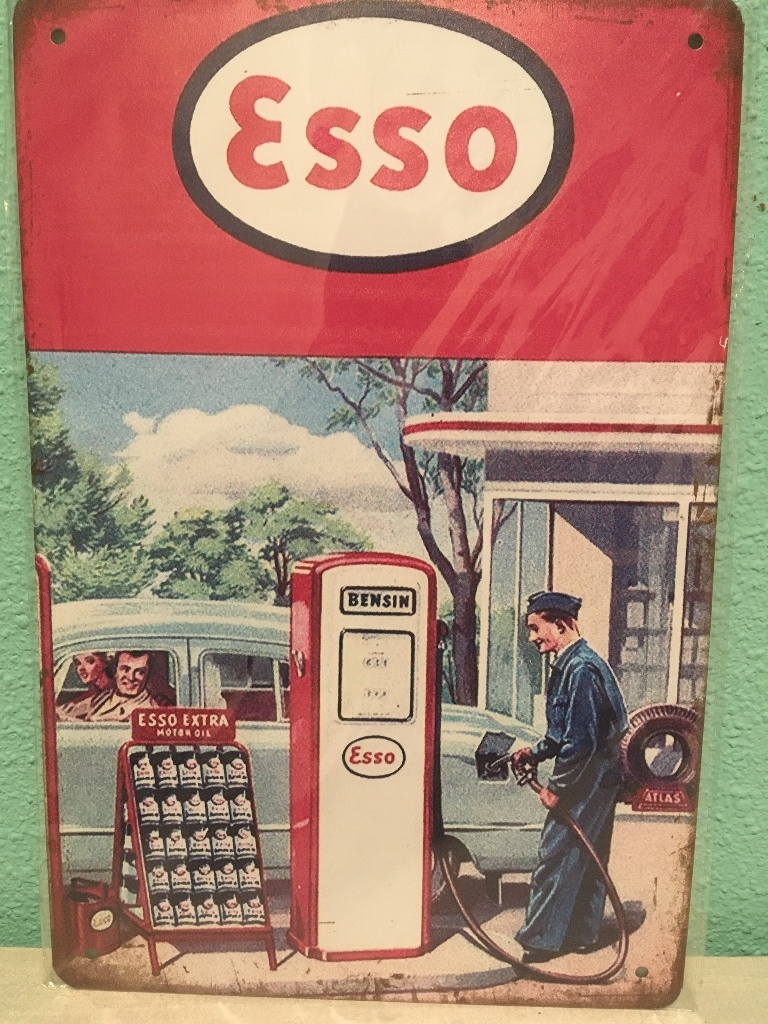 Esso
BENSIN
Esso
ESSO EXTRA
MOTOR OIL
ATLAS